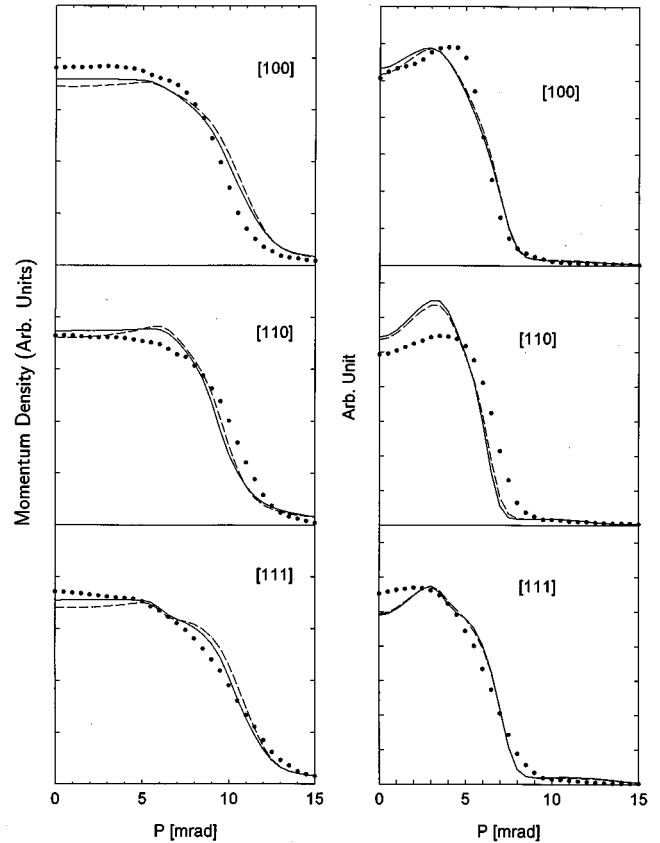 Momentum Density (Arb. Units)
[100]
[110]
[111]
0 5 10 15
P [mrad]
Arb. Unit
[100]
[110]
[111]
0 5 10 15
P [mrad]